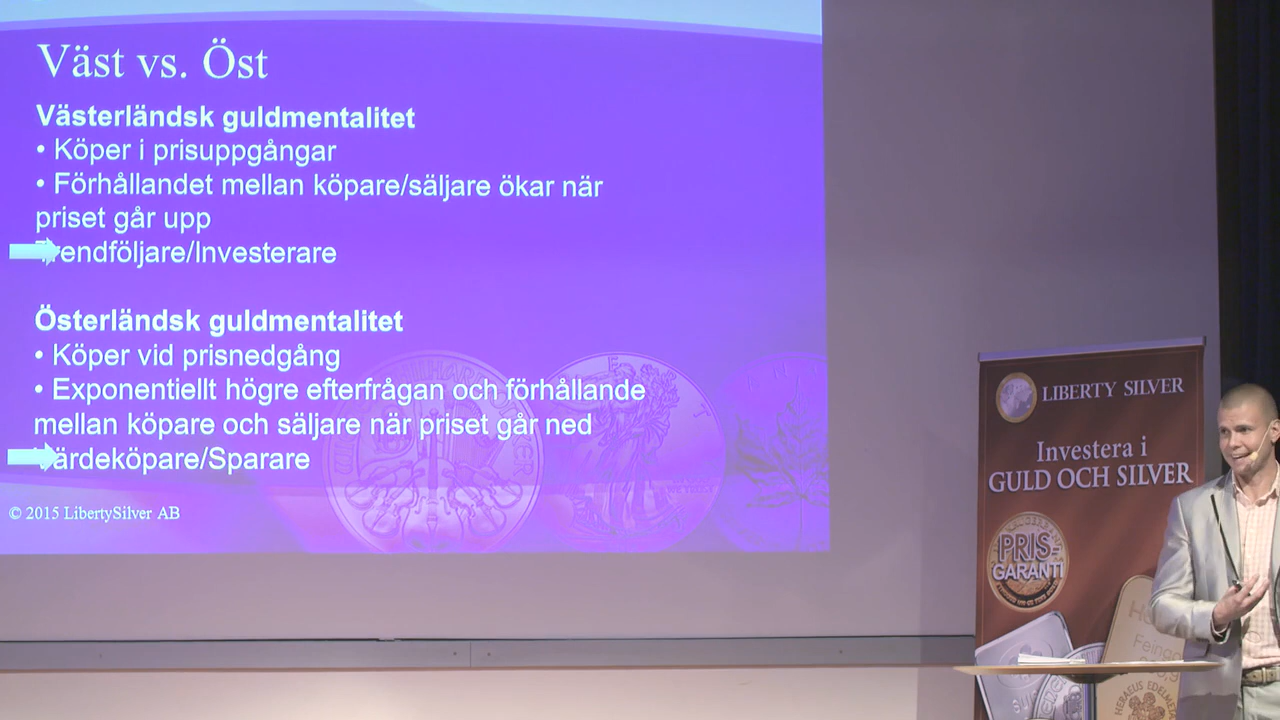 Väst vs. Öst
Västerländsk guldmentalitet
• Köper i prisuppgångar
• Förhållandet mellan köpare/säljare ökar när
priset går upp
Trendföljare/Investerare
Österländsk guldmentalitet
• Köper vid prisnedgång
• Exponentiellt högre efterfrågan och förhållande
mellan köpare och säljare när priset går ned
Värdeköpare/Sparare
© 2015 LibertySilver AB
LIBERTY SILVER
Investera i
GULD OCH SILVER
PRIS-
GARANTI